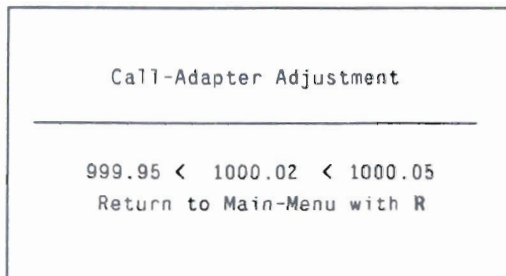 Call-Adapter Adjustment
999.95 < 1000.02 < 1000.05
Return to Main-Menu with R